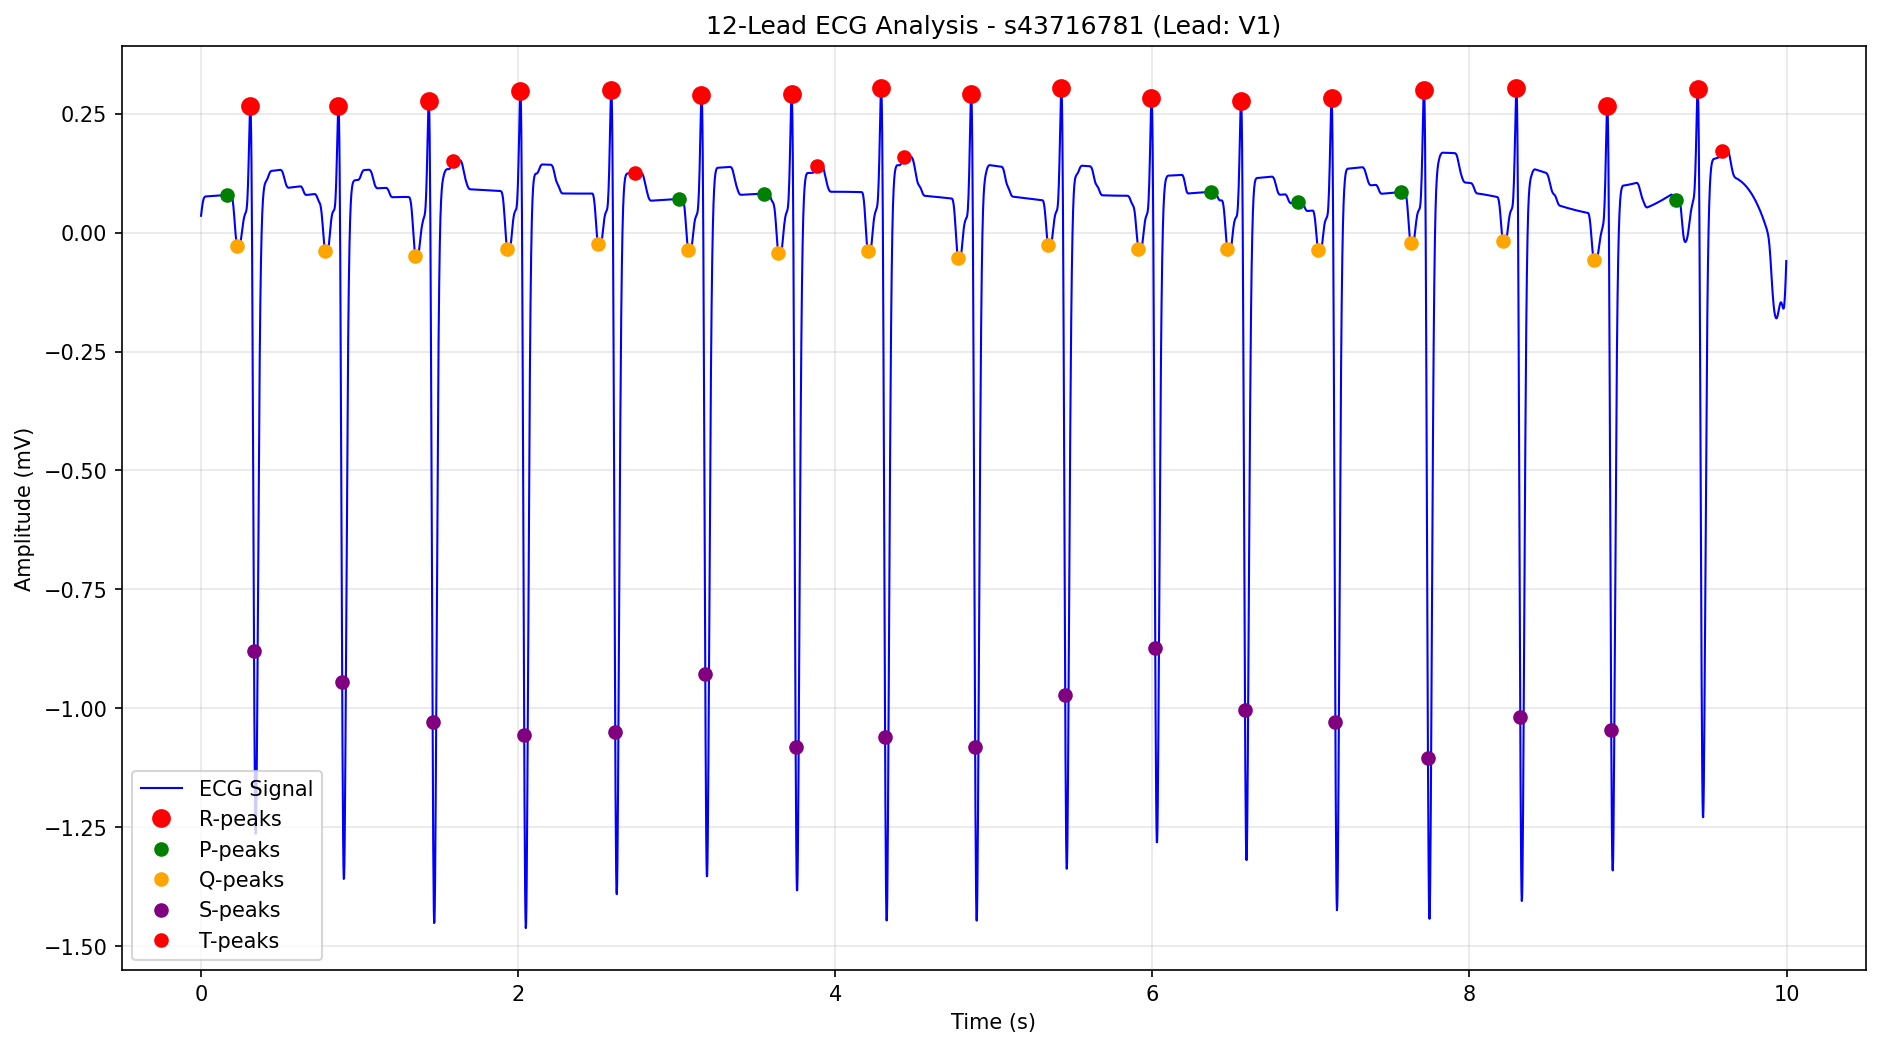 12-Lead ECG Analysis - s43716781 (Lead: V1)
Amplitude (mV)
0.25
0.00
−0.25
−0.50
−0.75
−1.00
−1.25
−1.50
ECG Signal
R-peaks
P-peaks
Q-peaks
S-peaks
T-peaks
0 2 4 6 8 10
Time (s)